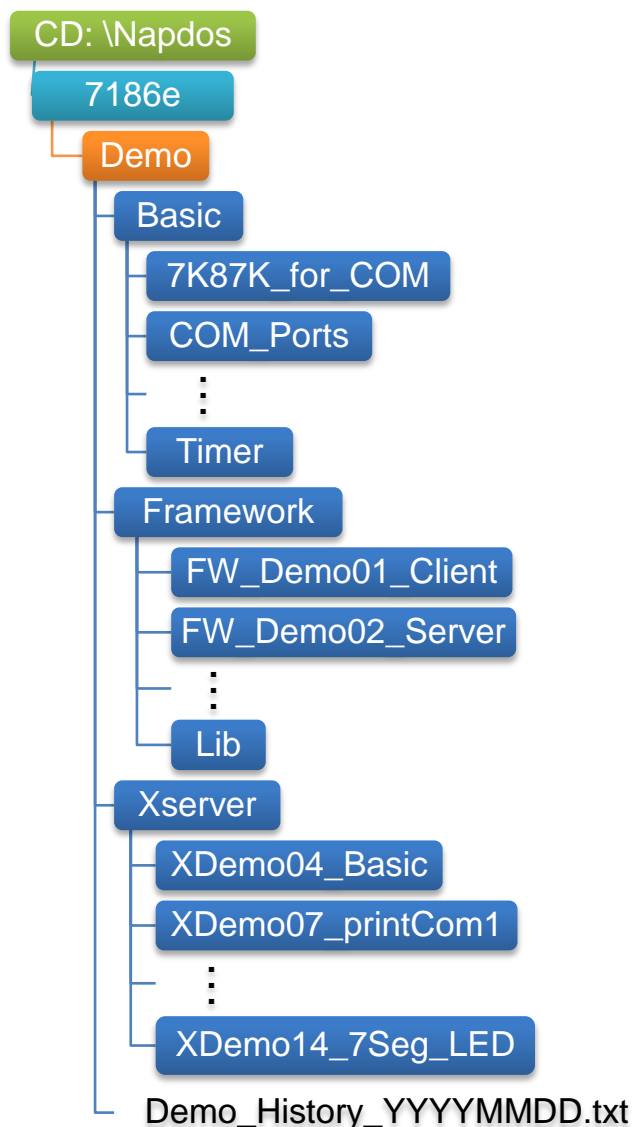 CD: \Napdos
7186e
Demo
Basic
7K87K_for_COM
COM_Ports
⋮
Timer
Framework
FW_Demo01_Client
FW_Demo02_Server
⋮
Lib
Xserver
XDemo04_Basic
XDemo07_printCom1
⋮
XDemo14_7Seg_LED
Demo_History_YYYYMMDD.txt